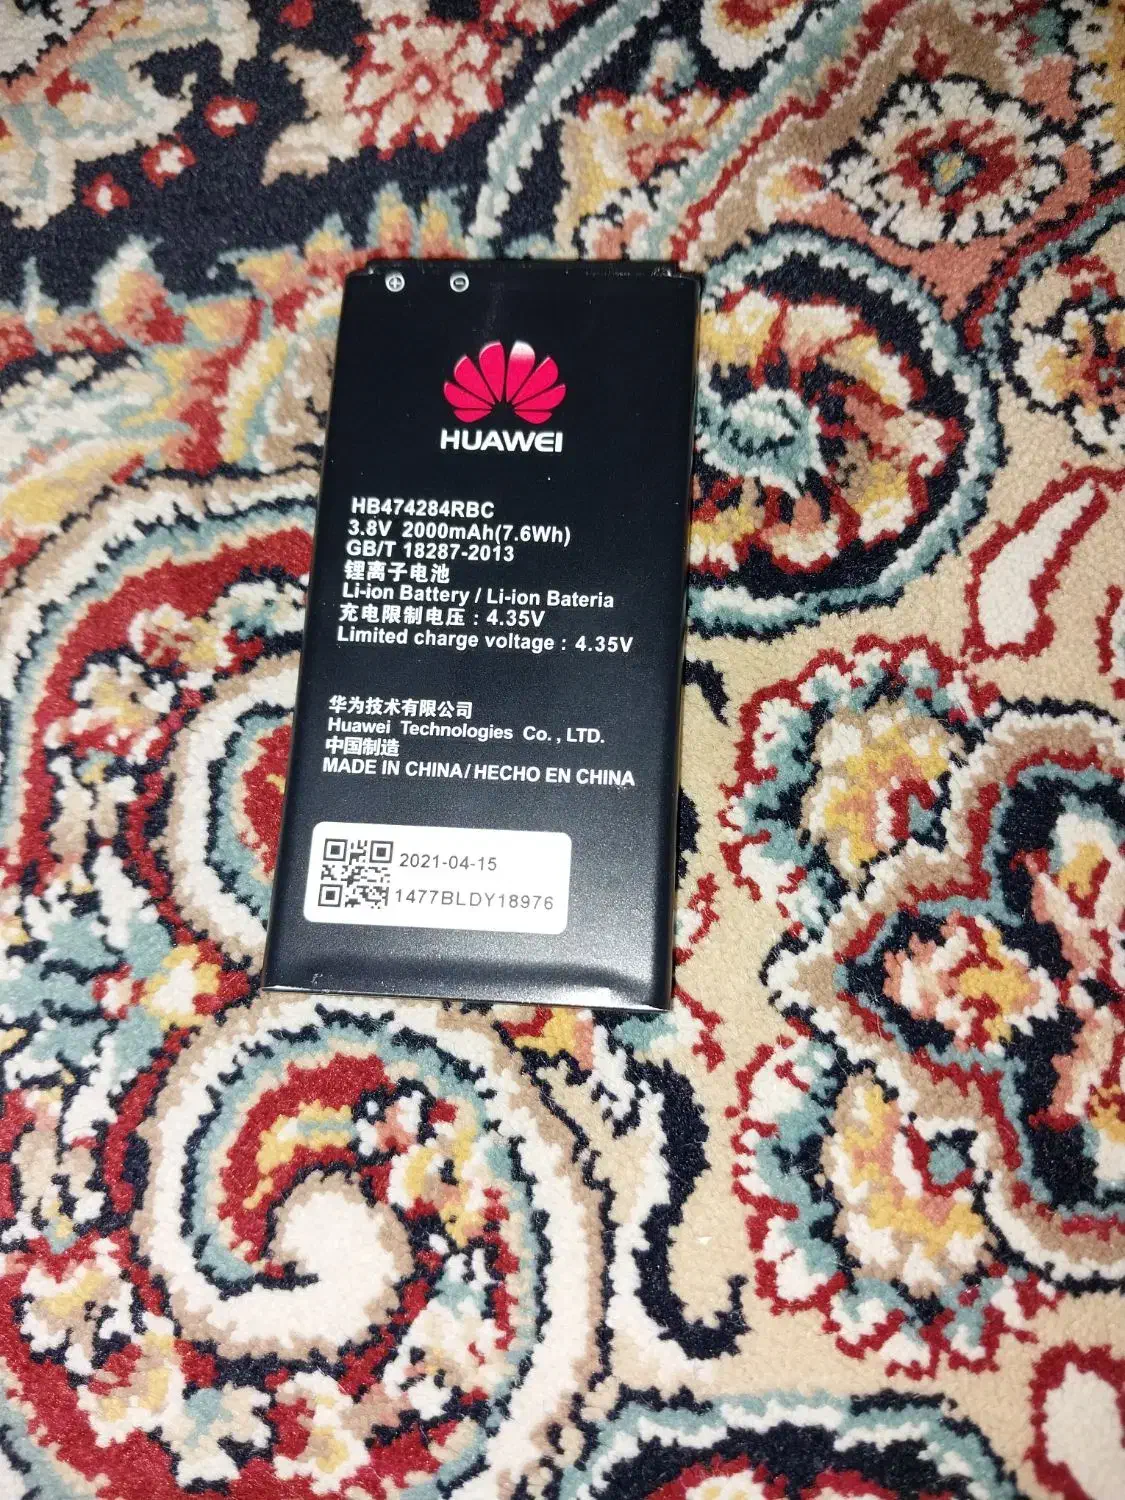 HUAWEI
HB474284RBC
3.8V 2000mAh(7.6Wh)
GB/T 18287-2013
锂离子电池
Li-ion Battery / Li-ion Bateria
充电限制电压：4.35V
Limited charge voltage : 4.35V
华为技术有限公司
Huawei Technologies Co. , LTD.
中国制造
MADE IN CHINA/HECHO EN CHINA
2021-04-15
1477BLDY18976